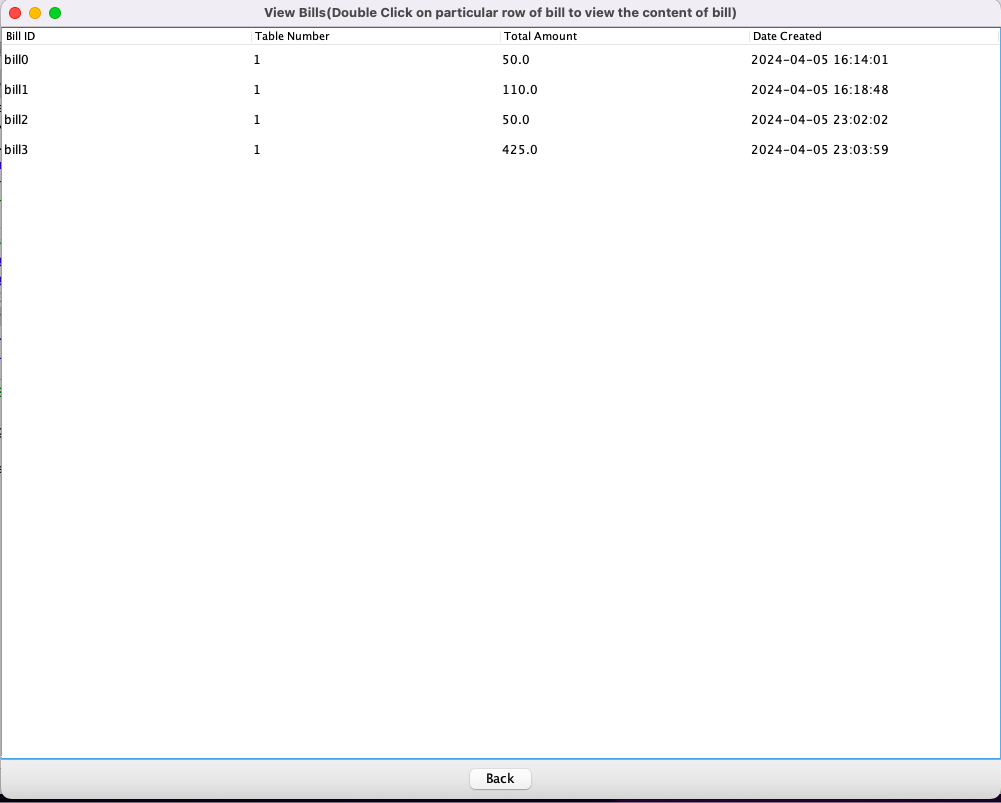 View Bills(Double Click on particular row of bill to view the content of bill)
Bill ID Table Number Total Amount Date Created
bill0 1 50.0 2024-04-05 16:14:01
bill1 1 110.0 2024-04-05 16:18:48
bill2 1 50.0 2024-04-05 23:02:02
bill3 1 425.0 2024-04-05 23:03:59
Back